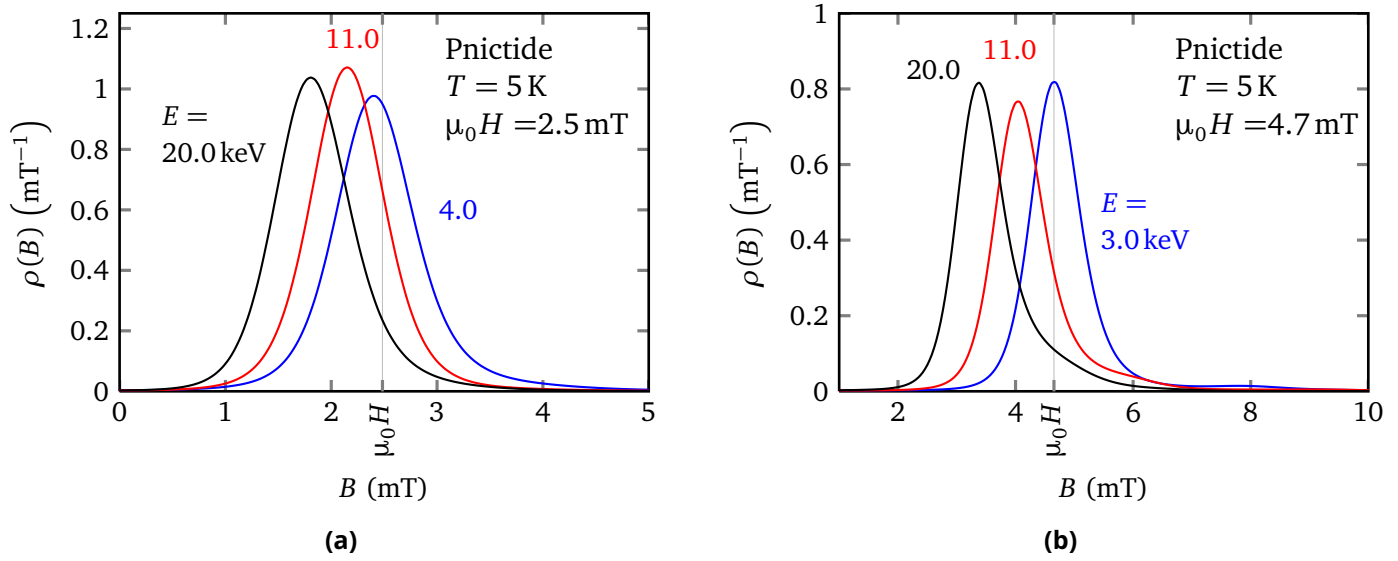 1.2
1
0.8
0.6
0.4
0.2
0
ρ(B) (mT⁻¹)
11.0
E =
20.0 keV
4.0
Pnictide
T = 5 K
μ₀H =2.5 mT
0 1 2 3 4 5
μ₀H
B (mT)
(a)
1
0.8
0.6
0.4
0.2
0
ρ(B) (mT⁻¹)
20.0
11.0
E =
3.0 keV
Pnictide
T = 5 K
μ₀H =4.7 mT
2 4 6 8 10
μ₀H
B (mT)
(b)